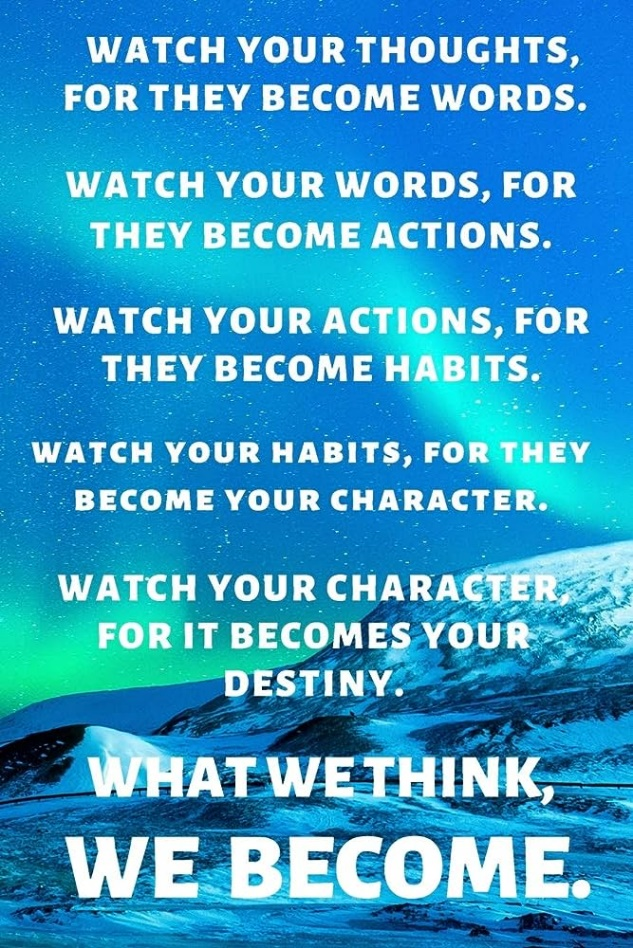 WATCH YOUR THOUGHTS,
FOR THEY BECOME WORDS.
WATCH YOUR WORDS, FOR
THEY BECOME ACTIONS.
WATCH YOUR ACTIONS, FOR
THEY BECOME HABITS.
WATCH YOUR HABITS, FOR THEY
BECOME YOUR CHARACTER.
WATCH YOUR CHARACTER,
FOR IT BECOMES YOUR
DESTINY.
WHAT WE THINK,
WE BECOME.